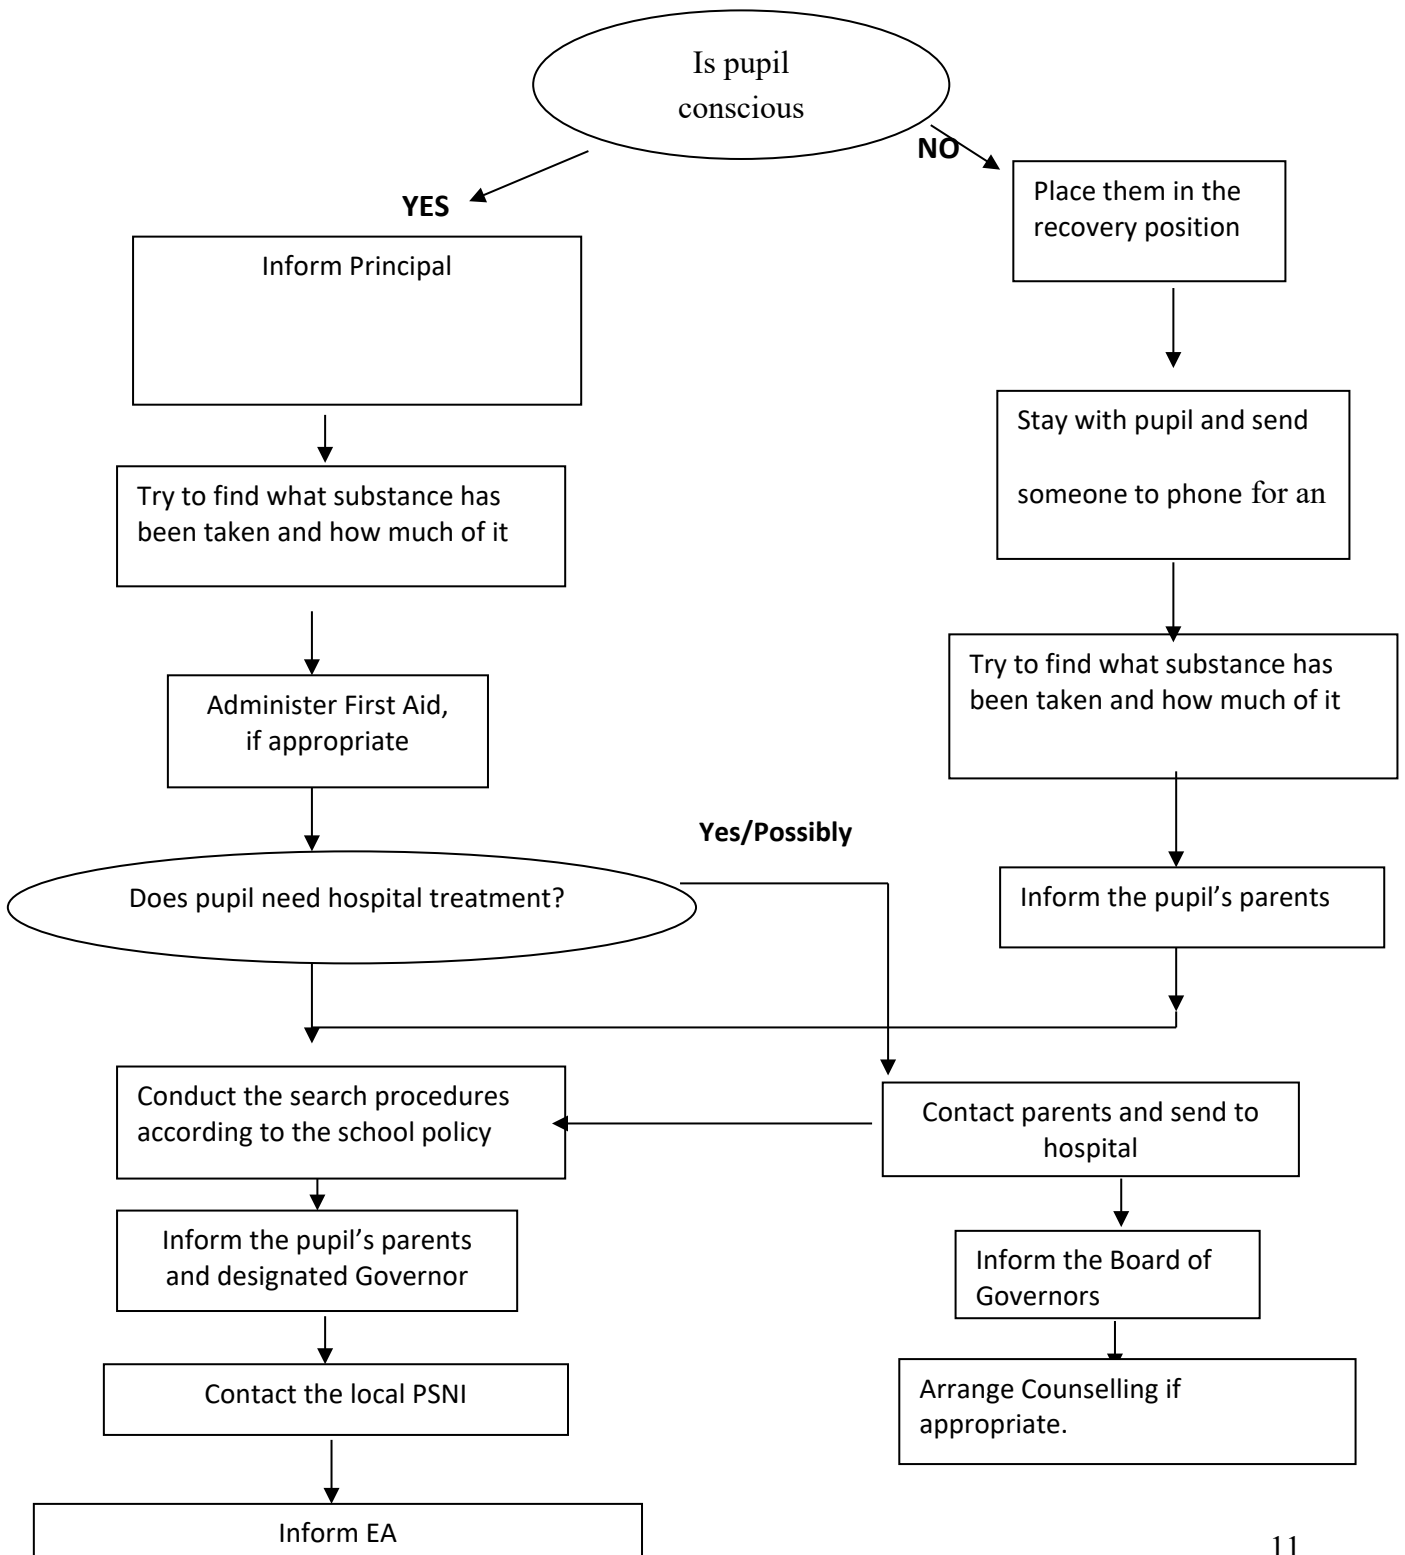 Is pupil
conscious
NO
YES
Place them in the
recovery position
Inform Principal
Stay with pupil and send
someone to phone for an
Try to find what substance has
been taken and how much of it
Try to find what substance has
been taken and how much of it
Administer First Aid,
if appropriate
Yes/Possibly
Does pupil need hospital treatment?
Inform the pupil’s parents
Conduct the search procedures
according to the school policy
Contact parents and send to
hospital
Inform the pupil’s parents
and designated Governor
Inform the Board of
Governors
Contact the local PSNI
Arrange Counselling if
appropriate.
Inform EA
11